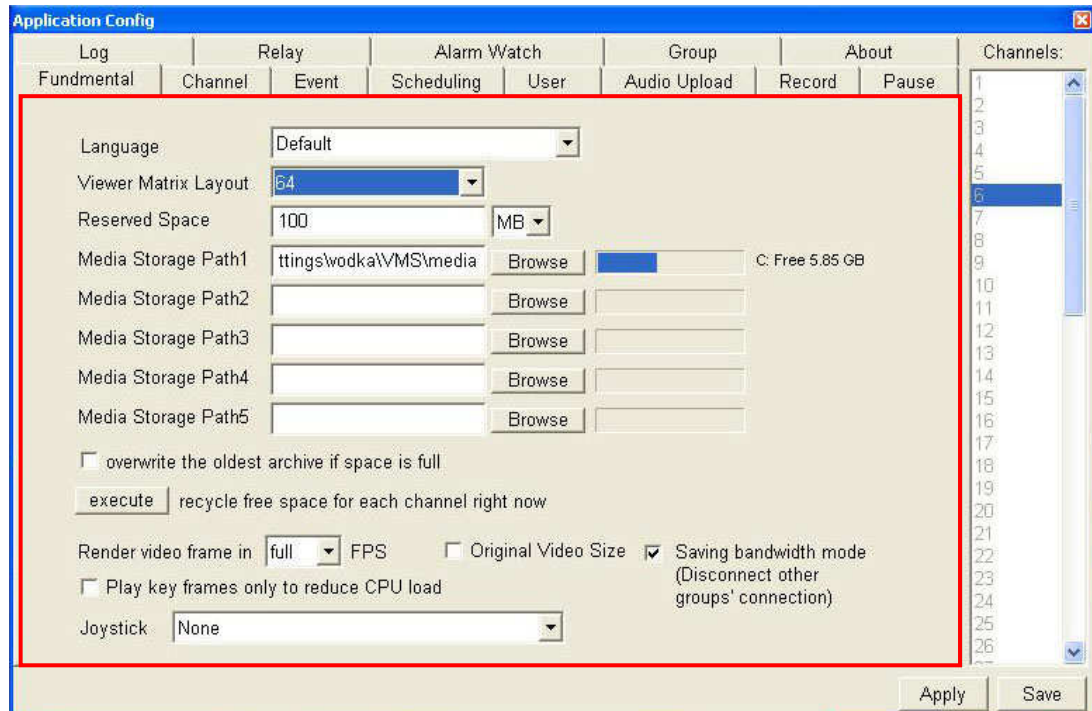 Application Config
Log Relay Alarm Watch Group About Channels:
Fundmental Channel Event Scheduling User Audio Upload Record Pause
Language Default
Viewer Matrix Layout 64
Reserved Space 100 MB
Media Storage Path1 ttings\wodka\VMS\media Browse C: Free 5.85 GB
Media Storage Path2 Browse
Media Storage Path3 Browse
Media Storage Path4 Browse
Media Storage Path5 Browse
overwrite the oldest archive if space is full
execute recycle free space for each channel right now
Render video frame in full FPS Original Video Size Saving bandwidth mode
(Disconnect other
groups' connection)
Play key frames only to reduce CPU load
Joystick None
1
2
3
4
5
6
7
8
9
10
11
12
13
14
15
16
17
18
19
20
21
22
23
24
25
26
Apply Save